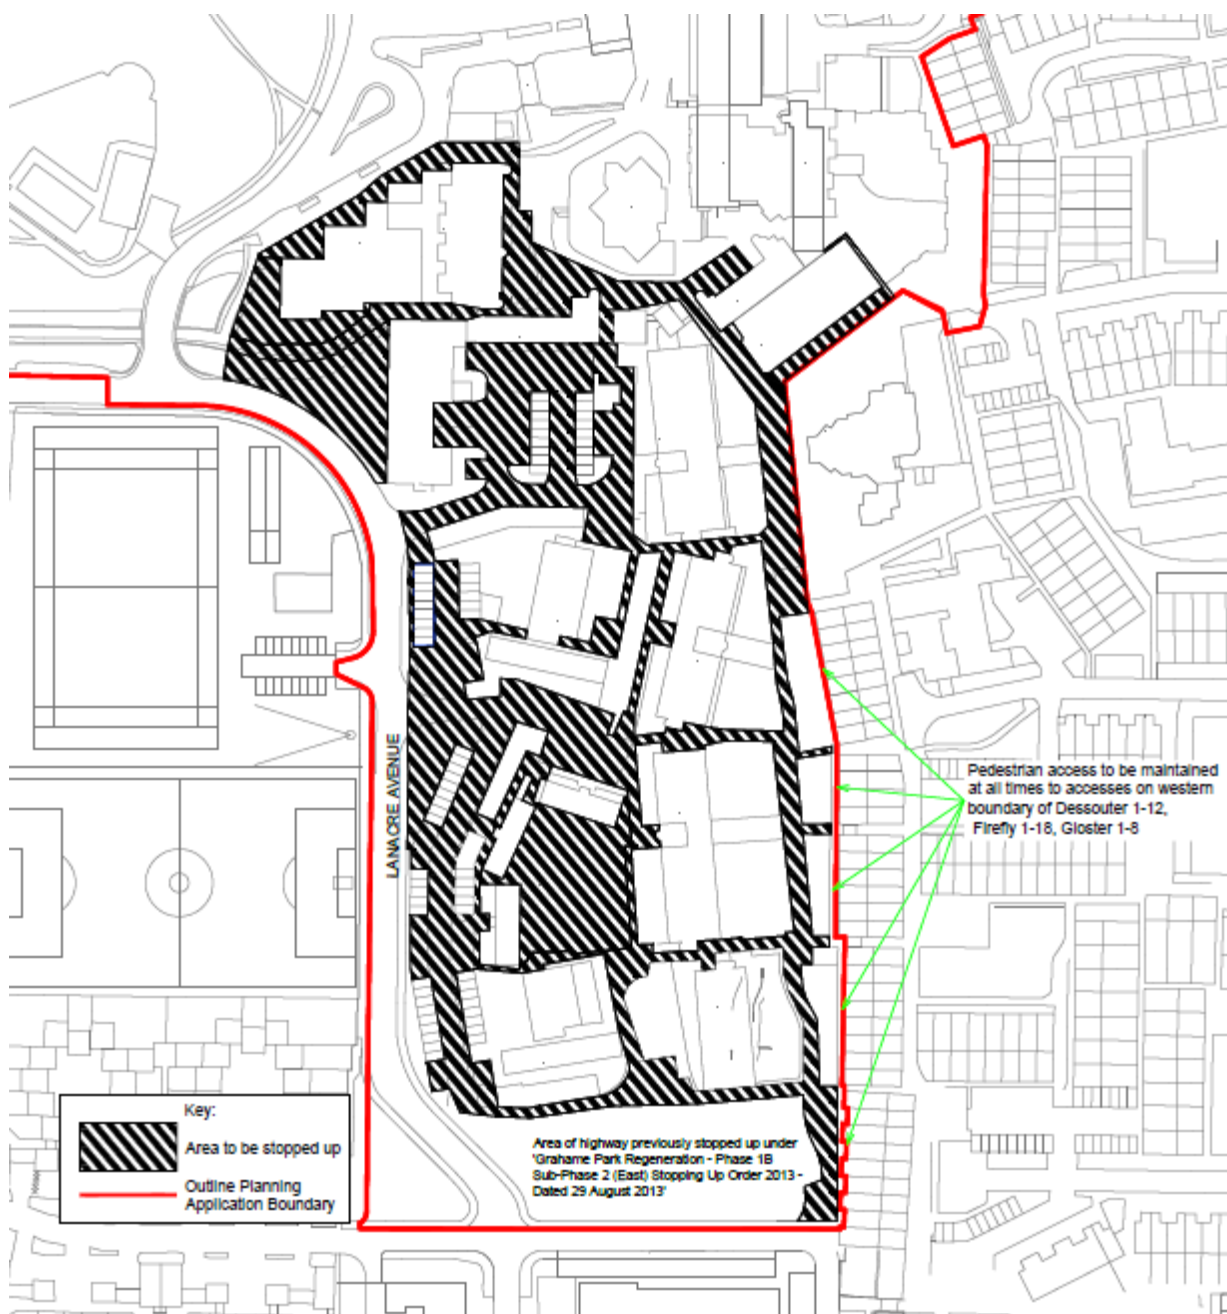 LANACRE AVENUE
Pedestrian access to be maintained
at all times to accesses on western
boundary of Dessouter 1-12,
Firefly 1-18, Gloster 1-8
Key:
Area to be stopped up
Outline Planning
Application Boundary
Area of highway previously stopped up under
'Grahame Park Regeneration - Phase 1B
Sub-Phase 2 (East) Stopping Up Order 2013 -
Dated 29 August 2013'